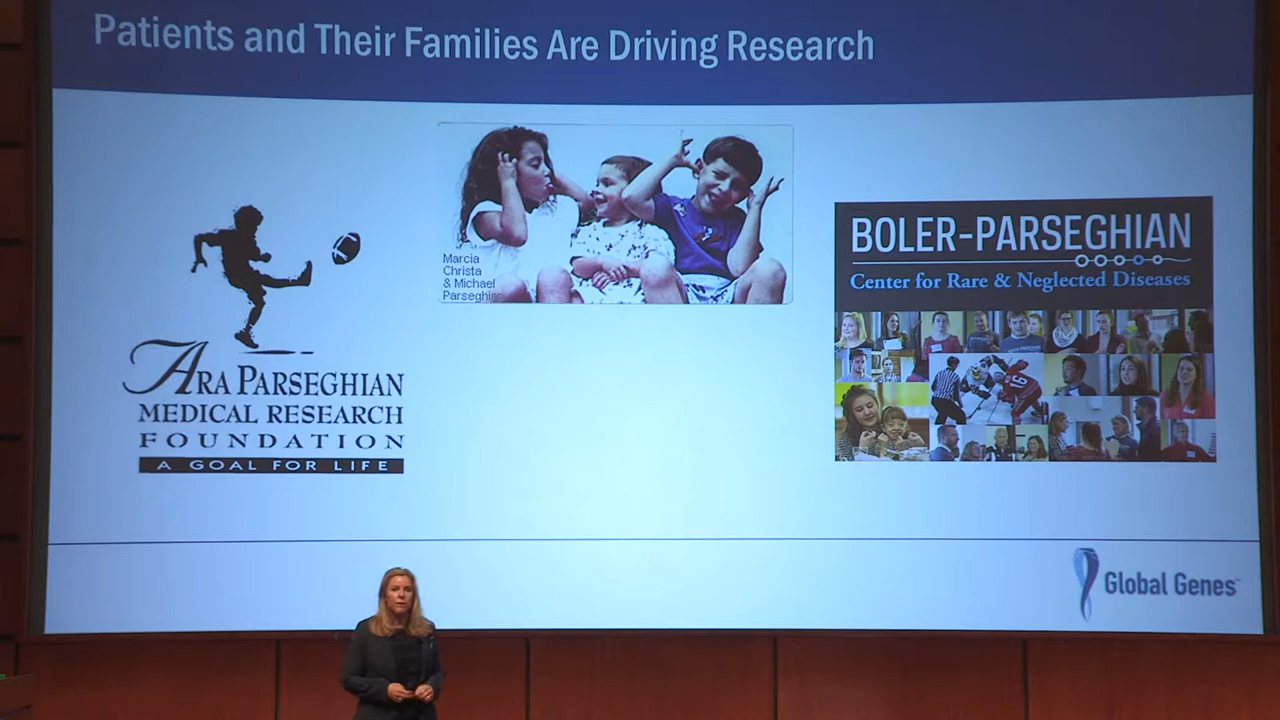 Patients and Their Families Are Driving Research
Marcia
Christa
& Michael
Parseghian
ARA PARSEGHIAN
MEDICAL RESEARCH
FOUNDATION
A GOAL FOR LIFE
BOLER-PARSEGHIAN
Center for Rare & Neglected Diseases
Global Genes™